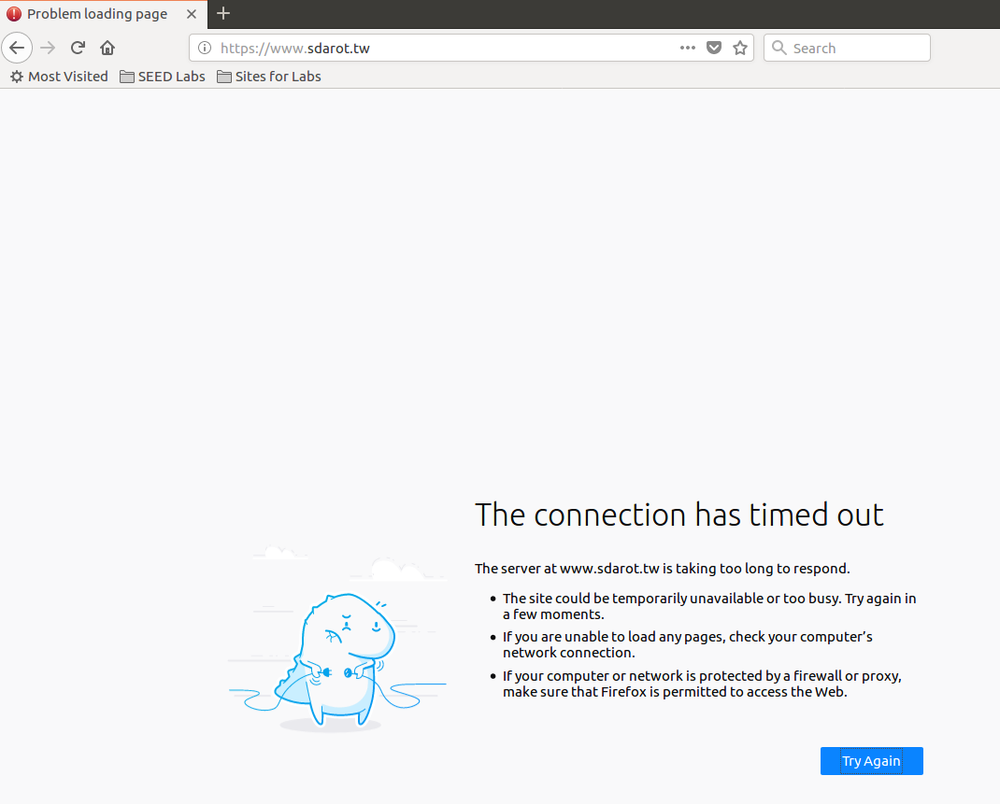 Problem loading page
https://www.sdarot.tw
Search
Most Visited SEED Labs Sites for Labs
The connection has timed out
The server at www.sdarot.tw is taking too long to respond.
The site could be temporarily unavailable or too busy. Try again in
a few moments.
If you are unable to load any pages, check your computer’s
network connection.
If your computer or network is protected by a firewall or proxy,
make sure that Firefox is permitted to access the Web.
Try Again